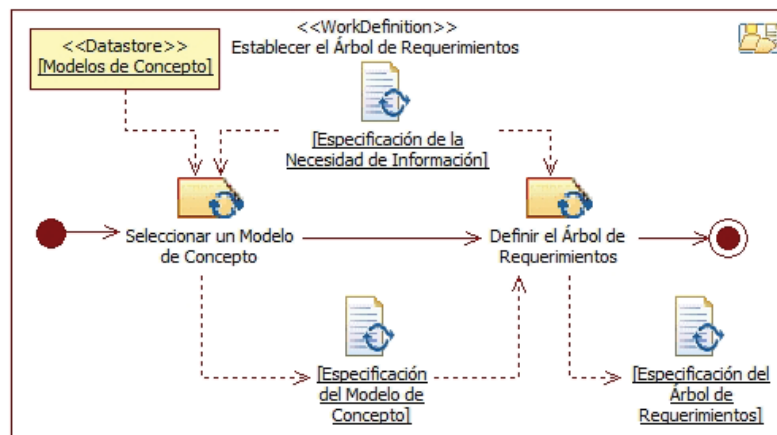 <<WorkDefinition>>
Establecer el Árbol de Requerimientos
<<Datastore>>
[Modelos de Concepto]
[Especificación de la
Necesidad de Información]
Seleccionar un Modelo
de Concepto
Definir el Árbol de
Requerimientos
[Especificación
del Modelo de
Concepto]
[Especificación del
Árbol de
Requerimientos]